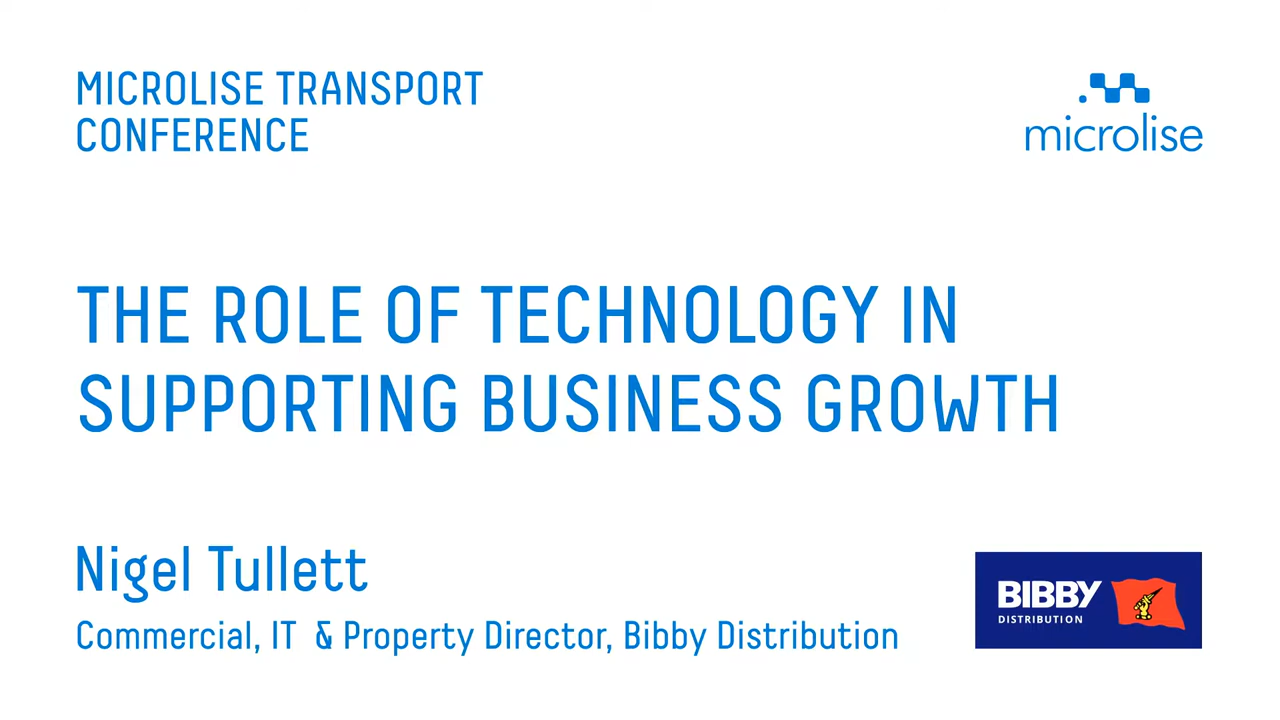 MICROLISE TRANSPORT
CONFERENCE
microlise
THE ROLE OF TECHNOLOGY IN
SUPPORTING BUSINESS GROWTH
Nigel Tullett
Commercial, IT & Property Director, Bibby Distribution
BIBBY
DISTRIBUTION